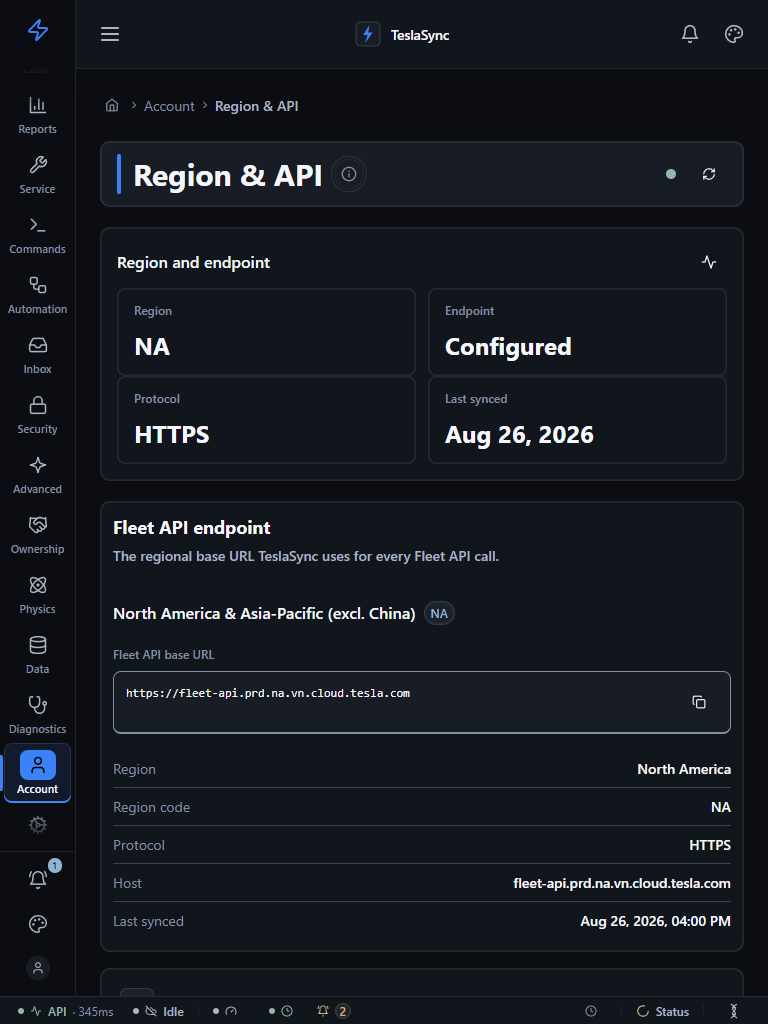 TeslaSync
Reports
Service
Commands
Automation
Inbox
Security
Advanced
Ownership
Physics
Data
Diagnostics
Account
1
Account > Region & API
Region & API
Region and endpoint
Region
NA
Endpoint
Configured
Protocol
HTTPS
Last synced
Aug 26, 2026
Fleet API endpoint
The regional base URL TeslaSync uses for every Fleet API call.
North America & Asia-Pacific (excl. China) NA
Fleet API base URL
https://fleet-api.prd.na.vn.cloud.tesla.com
Region North America
Region code NA
Protocol HTTPS
Host fleet-api.prd.na.vn.cloud.tesla.com
Last synced Aug 26, 2026, 04:00 PM
API · 345ms Idle 2 Status